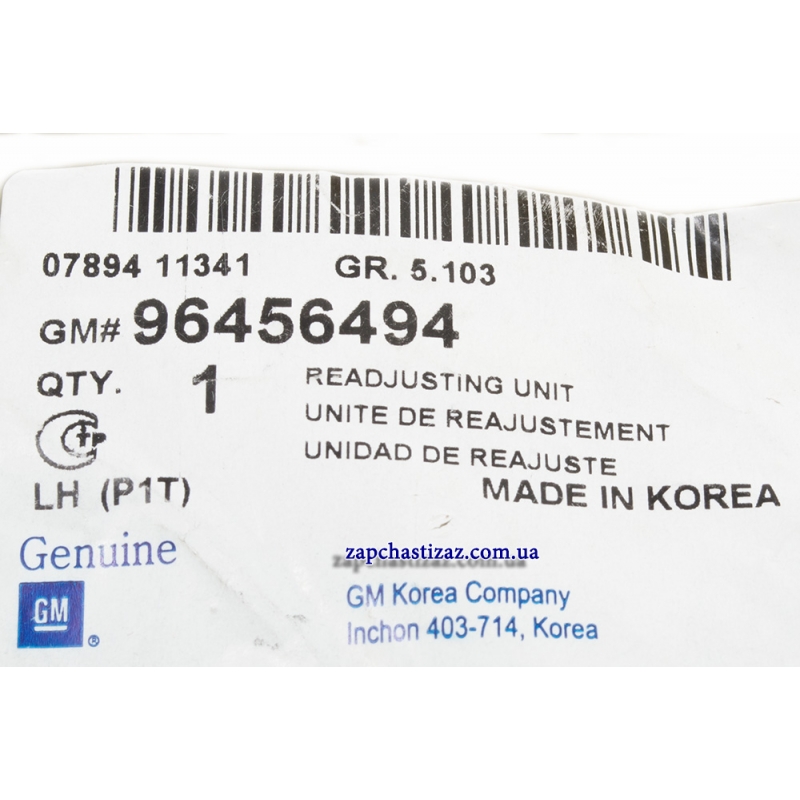 07894 11341 GR. 5.103
GM# 96456494
QTY. 1 READJUSTING UNIT
UNITE DE REAJUSTEMENT
UNIDAD DE REAJUSTE
LH (P1T) MADE IN KOREA
Genuine
GM ®
zapchastizaz.com.ua
GM Korea Company
Inchon 403-714, Korea